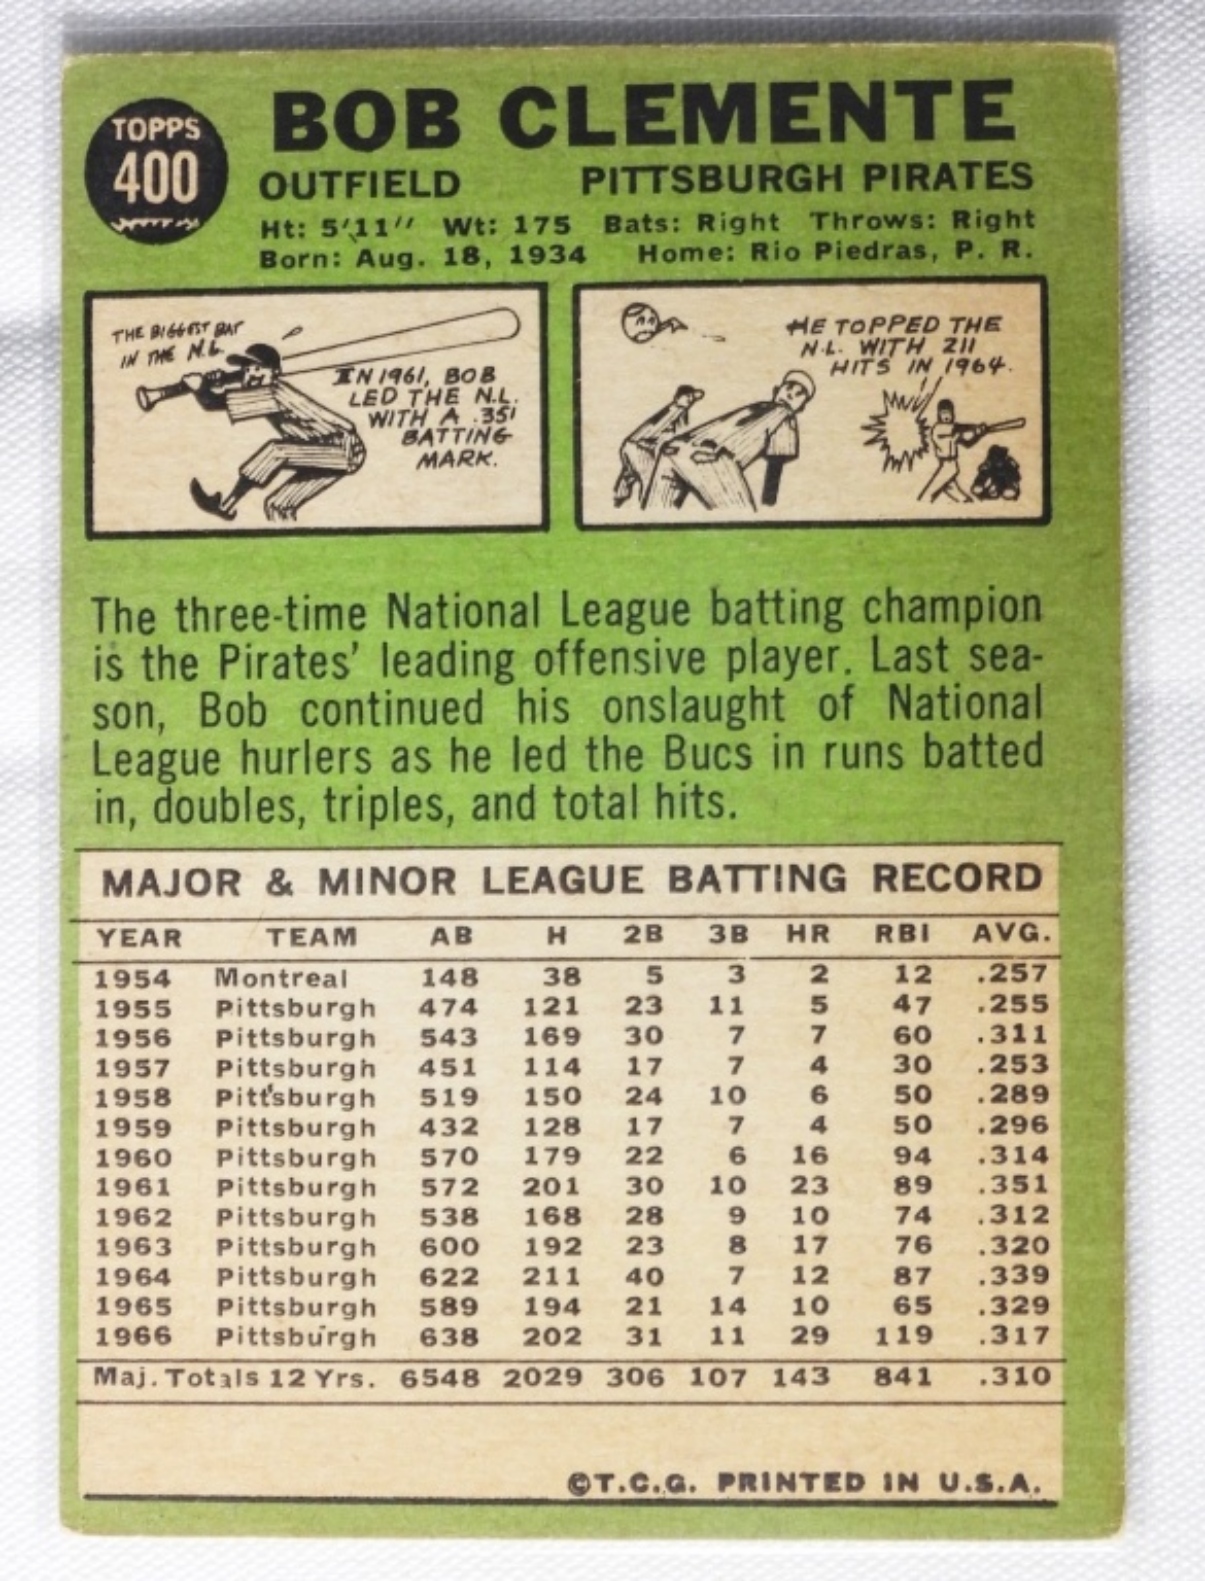 BOB CLEMENTE
TOPPS
400
OUTFIELD PITTSBURGH PIRATES
Ht: 5'11" Wt: 175 Bats: Right Throws: Right
Born: Aug. 18, 1934 Home: Rio Piedras, P. R.
THE BIGGEST BAT
IN THE N.L.
IN 1961, BOB
LED THE N.L.
WITH A .351
BATTING
MARK.
HE TOPPED THE
N.L. WITH 211
HITS IN 1964.
The three-time National League batting champion
is the Pirates' leading offensive player. Last sea-
son, Bob continued his onslaught of National
League hurlers as he led the Bucs in runs batted
in, doubles, triples, and total hits.
MAJOR & MINOR LEAGUE BATTING RECORD
YEAR TEAM AB H 2B 3B HR RBI AVG.
1954 Montreal 148 38 5 3 2 12 .257
1955 Pittsburgh 474 121 23 11 5 47 .255
1956 Pittsburgh 543 169 30 7 7 60 .311
1957 Pittsburgh 451 114 17 7 4 30 .253
1958 Pittsburgh 519 150 24 10 6 50 .289
1959 Pittsburgh 432 128 17 7 4 50 .296
1960 Pittsburgh 570 179 22 6 16 94 .314
1961 Pittsburgh 572 201 30 10 23 89 .351
1962 Pittsburgh 538 168 28 9 10 74 .312
1963 Pittsburgh 600 192 23 8 17 76 .320
1964 Pittsburgh 622 211 40 7 12 87 .339
1965 Pittsburgh 589 194 21 14 10 65 .329
1966 Pittsburgh 638 202 31 11 29 119 .317
Maj. Totals 12 Yrs. 6548 2029 306 107 143 841 .310
©T.C.G. PRINTED IN U.S.A.